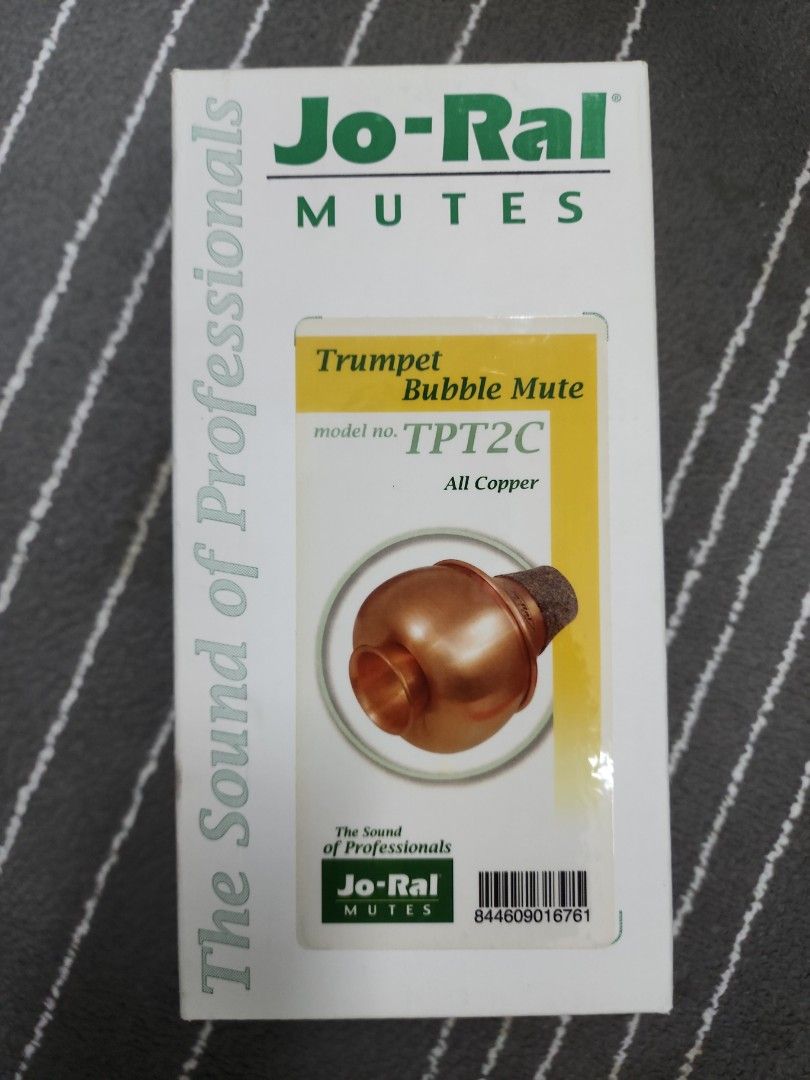 The Sound of Professionals
Jo-Ral®
MUTES
Trumpet
Bubble Mute
model no. TPT2C
All Copper
The Sound
of Professionals
Jo-Ral
MUTES
844609016761